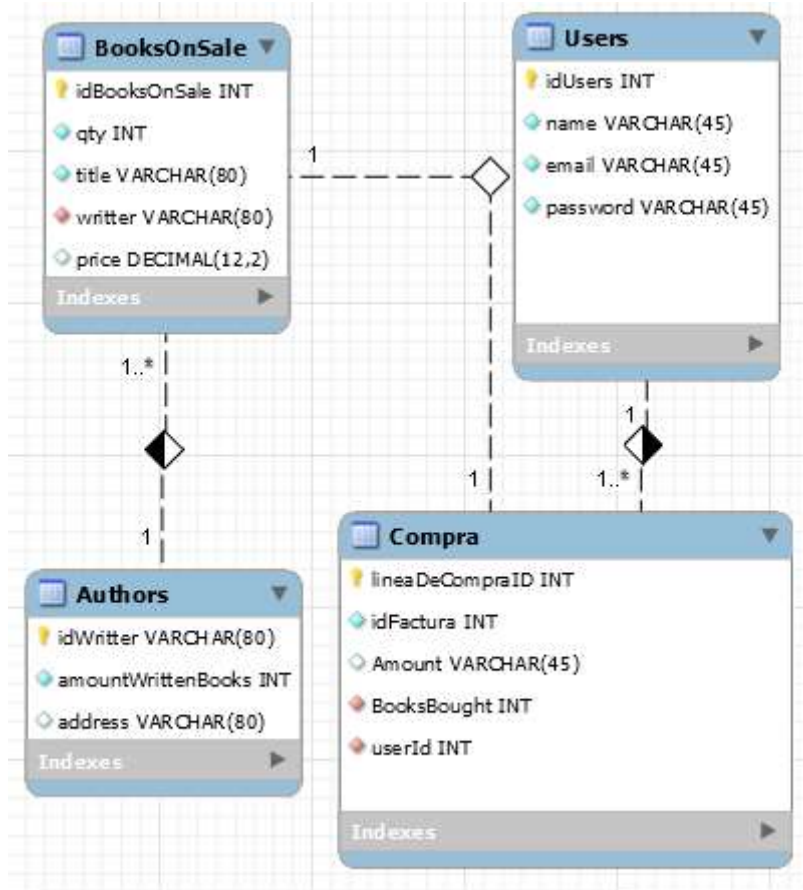 BooksOnSale
idBooksOnSale INT
qty INT
title VARCHAR(80)
writter VARCHAR(80)
price DECIMAL(12,2)
Indexes
Users
idUsers INT
name VARCHAR(45)
email VARCHAR(45)
password VARCHAR(45)
Indexes
1
1..*
1
1
1..*
1
Authors
idWritter VARCHAR(80)
amountWrittenBooks INT
address VARCHAR(80)
Indexes
Compra
lineaDeCompraID INT
idFactura INT
Amount VARCHAR(45)
BooksBought INT
userId INT
Indexes